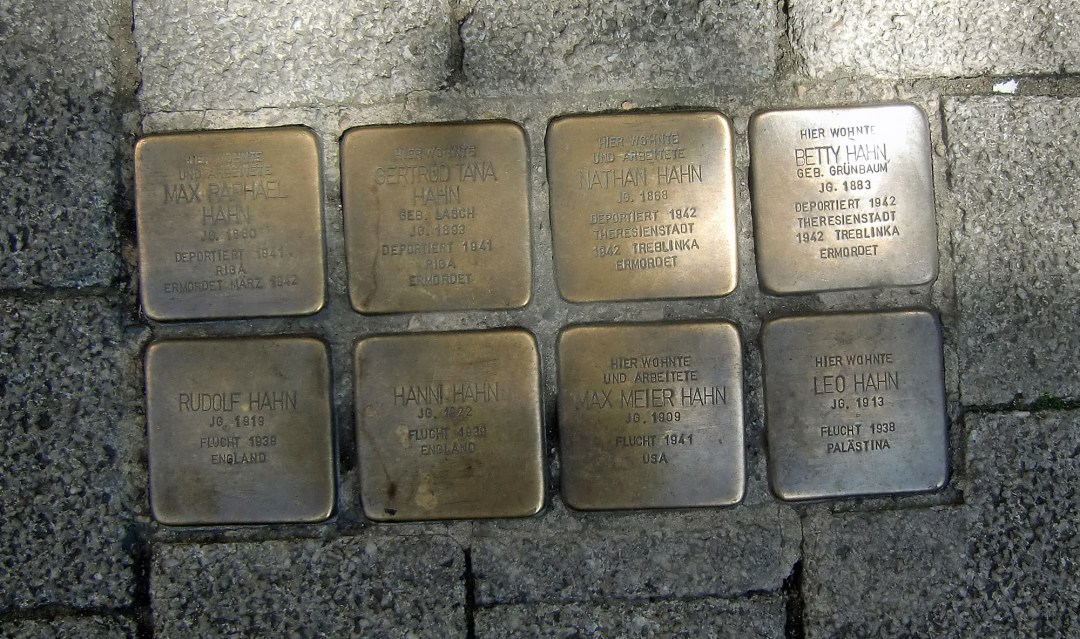 HIER WOHNTE
UND ARBEITETE
MAX RAPHAEL
HAHN
JG. 1880
DEPORTIERT 1941
RIGA
ERMORDET MÄRZ 1942
HIER WOHNTE
GERTRUD TANA
HAHN
GEB. LASCH
JG. 1893
DEPORTIERT 1941
RIGA
ERMORDET
HIER WOHNTE
UND ARBEITETE
NATHAN HAHN
JG. 1868
DEPORTIERT 1942
THERESIENSTADT
1942 TREBLINKA
ERMORDET
HIER WOHNTE
BETTY HAHN
GEB. GRÜNBAUM
JG. 1883
DEPORTIERT 1942
THERESIENSTADT
1942 TREBLINKA
ERMORDET
RUDOLF HAHN
JG. 1919
FLUCHT 1939
ENGLAND
HANNI HAHN
JG. 1922
FLUCHT 1939
ENGLAND
HIER WOHNTE
UND ARBEITETE
MAX MEIER HAHN
JG. 1909
FLUCHT 1941
USA
HIER WOHNTE
LEO HAHN
JG. 1913
FLUCHT 1938
PALÄSTINA